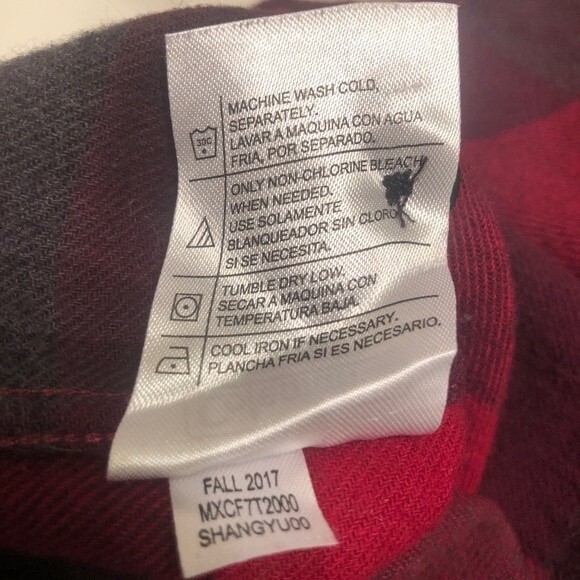 30C
MACHINE WASH COLD,
SEPARATELY.
LAVAR A MAQUINA CON AGUA
FRIA, POR SEPARADO.
ONLY NON-CHLORINE BLEACH
WHEN NEEDED.
USE SOLAMENTE
BLANQUEADOR SIN CLORO
SI SE NECESITA.
TUMBLE DRY LOW.
SECAR A MAQUINA CON
TEMPERATURA BAJA.
COOL IRON IF NECESSARY.
PLANCHA FRIA SI ES NECESARIO.
FALL 2017
MXCF7T2000
SHANGYU00